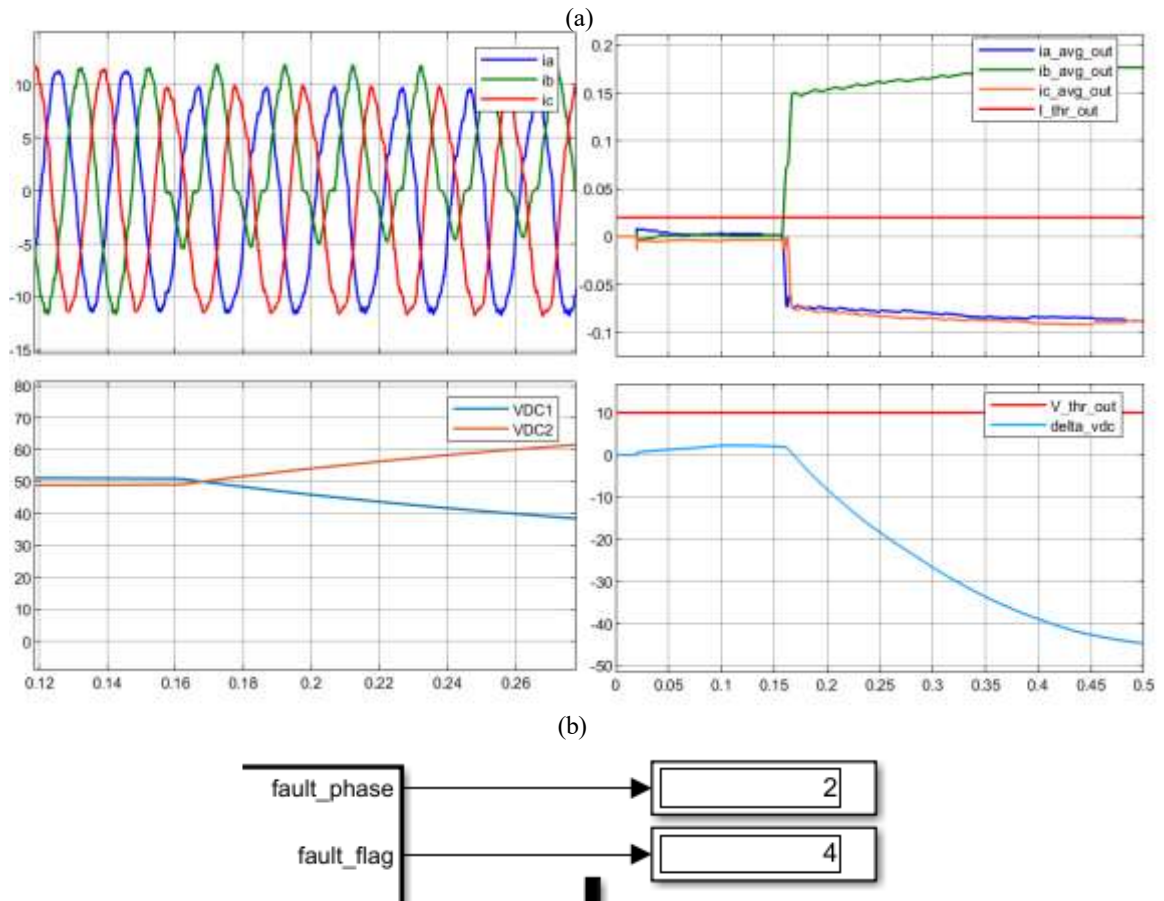 (a)
ia
ib
ic
10
5
0
-5
-10
-15
ia_avg_out
ib_avg_out
ic_avg_out
I_thr_out
0.2
0.15
0.1
0.05
0
-0.05
-0.1
VDC1
VDC2
80
70
60
50
40
30
20
10
0
0.12 0.14 0.16 0.18 0.2 0.22 0.24 0.26
V_thr_out
delta_vdc
10
0
-10
-20
-30
-40
-50
0 0.05 0.1 0.15 0.2 0.25 0.3 0.35 0.4 0.45 0.5
(b)
fault_phase 2
fault_flag 4